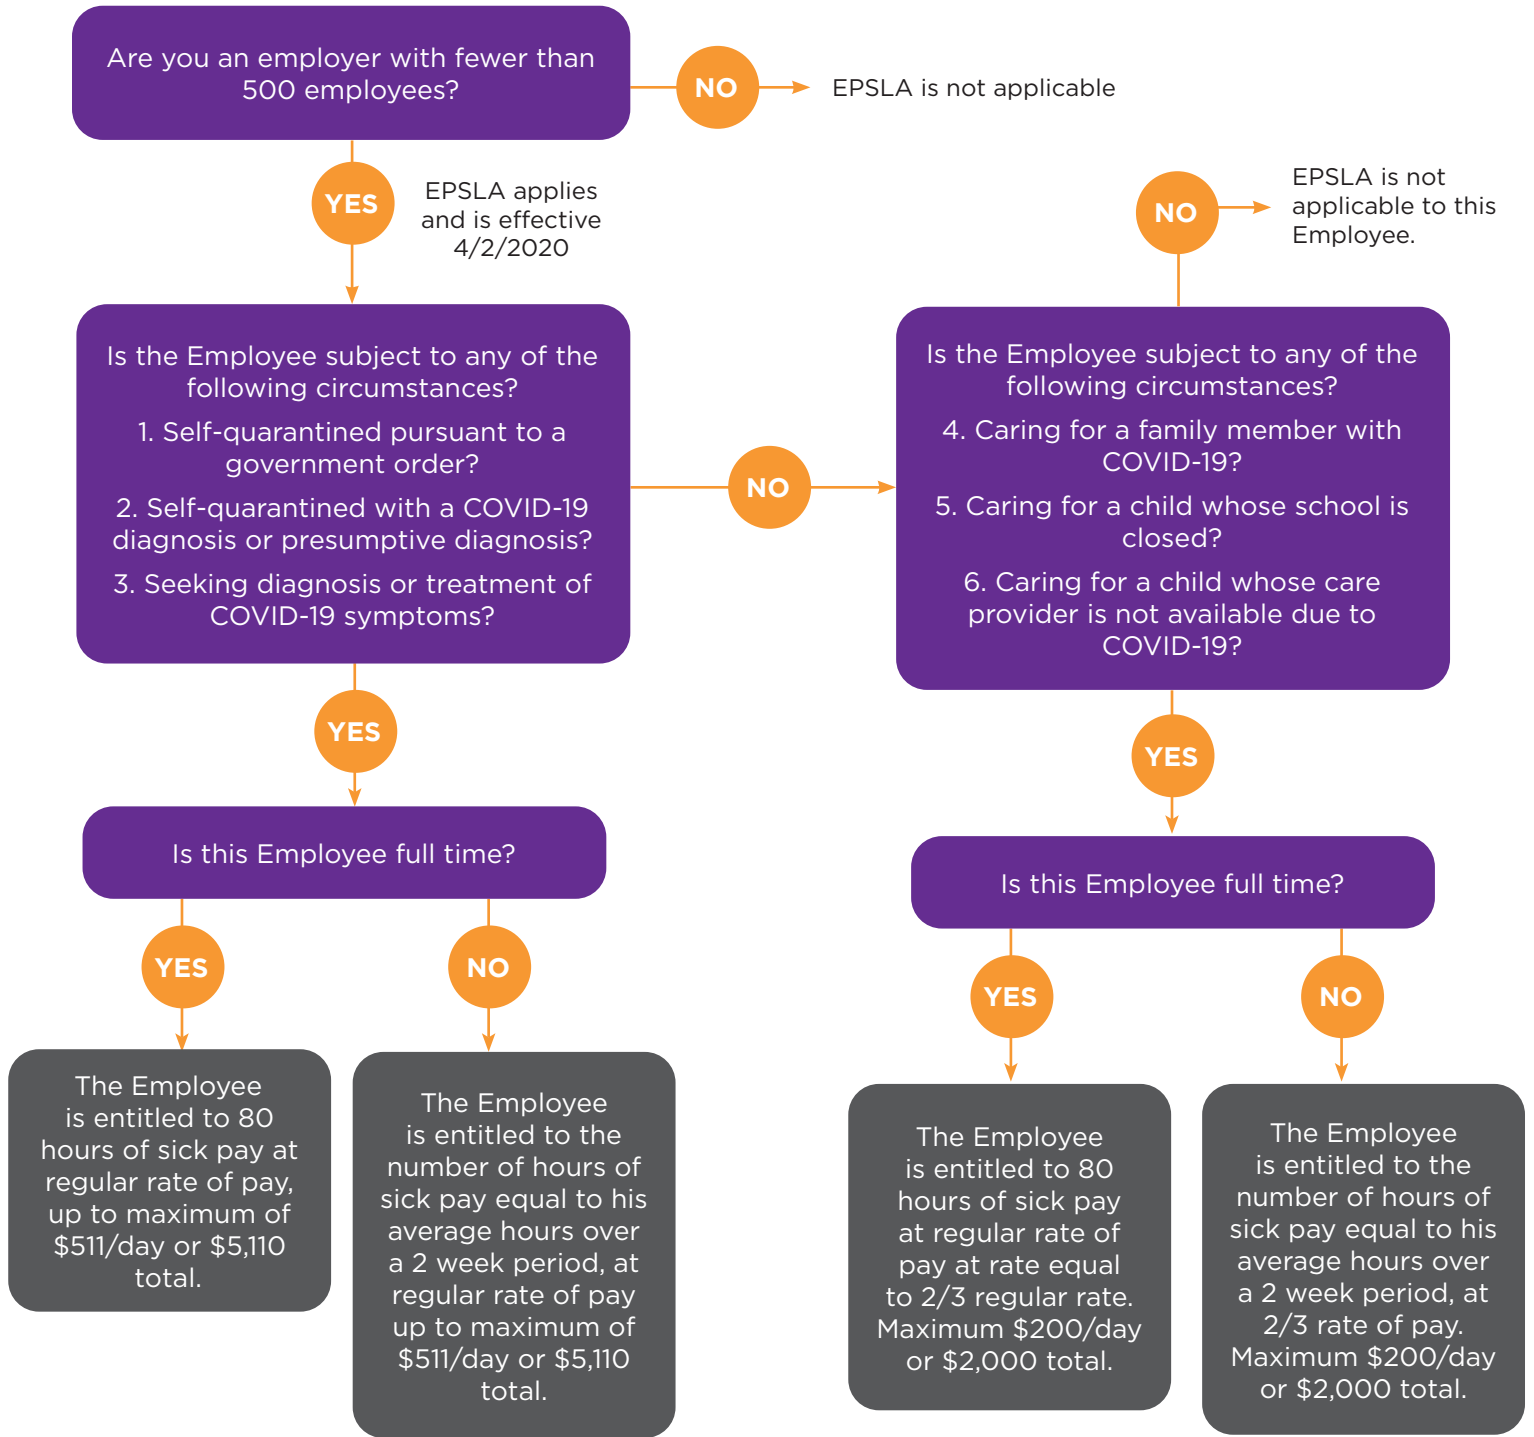 Are you an employer with fewer than
500 employees?
NO
EPSLA is not applicable
YES
EPSLA applies
and is effective
4/2/2020
NO
EPSLA is not
applicable to this
Employee.
Is the Employee subject to any of the
following circumstances?
1. Self-quarantined pursuant to a
government order?
2. Self-quarantined with a COVID-19
diagnosis or presumptive diagnosis?
3. Seeking diagnosis or treatment of
COVID-19 symptoms?
NO
Is the Employee subject to any of the
following circumstances?
4. Caring for a family member with
COVID-19?
5. Caring for a child whose school is
closed?
6. Caring for a child whose care
provider is not available due to
COVID-19?
YES
YES
Is this Employee full time?
Is this Employee full time?
YES
NO
YES
NO
The Employee
is entitled to 80
hours of sick pay at
regular rate of pay,
up to maximum of
$511/day or $5,110
total.
The Employee
is entitled to the
number of hours of
sick pay equal to his
average hours over
a 2 week period, at
regular rate of pay
up to maximum of
$511/day or $5,110
total.
The Employee
is entitled to 80
hours of sick pay
at regular rate of
pay at rate equal
to 2/3 regular rate.
Maximum $200/day
or $2,000 total.
The Employee
is entitled to the
number of hours of
sick pay equal to his
average hours over
a 2 week period, at
2/3 rate of pay.
Maximum $200/day
or $2,000 total.